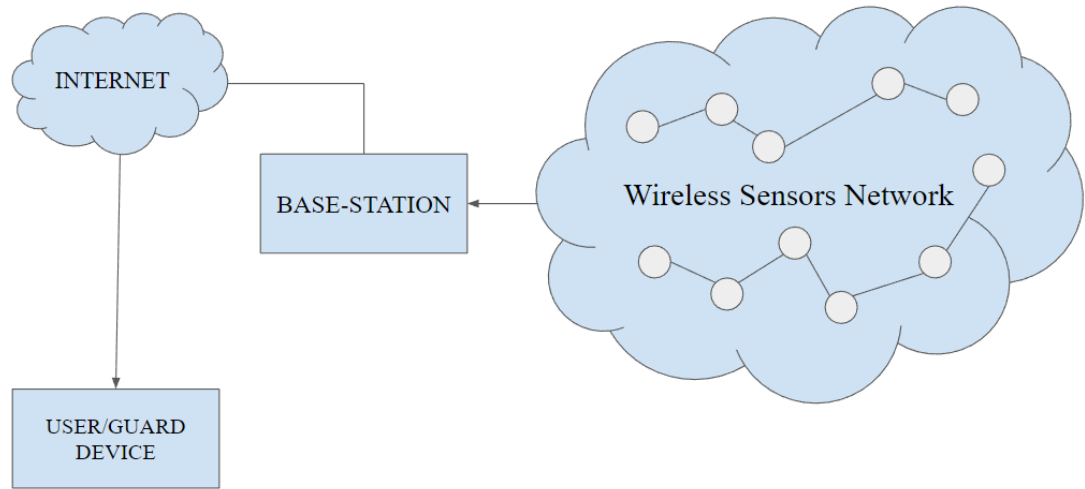 INTERNET
BASE-STATION
Wireless Sensors Network
USER/GUARD
DEVICE